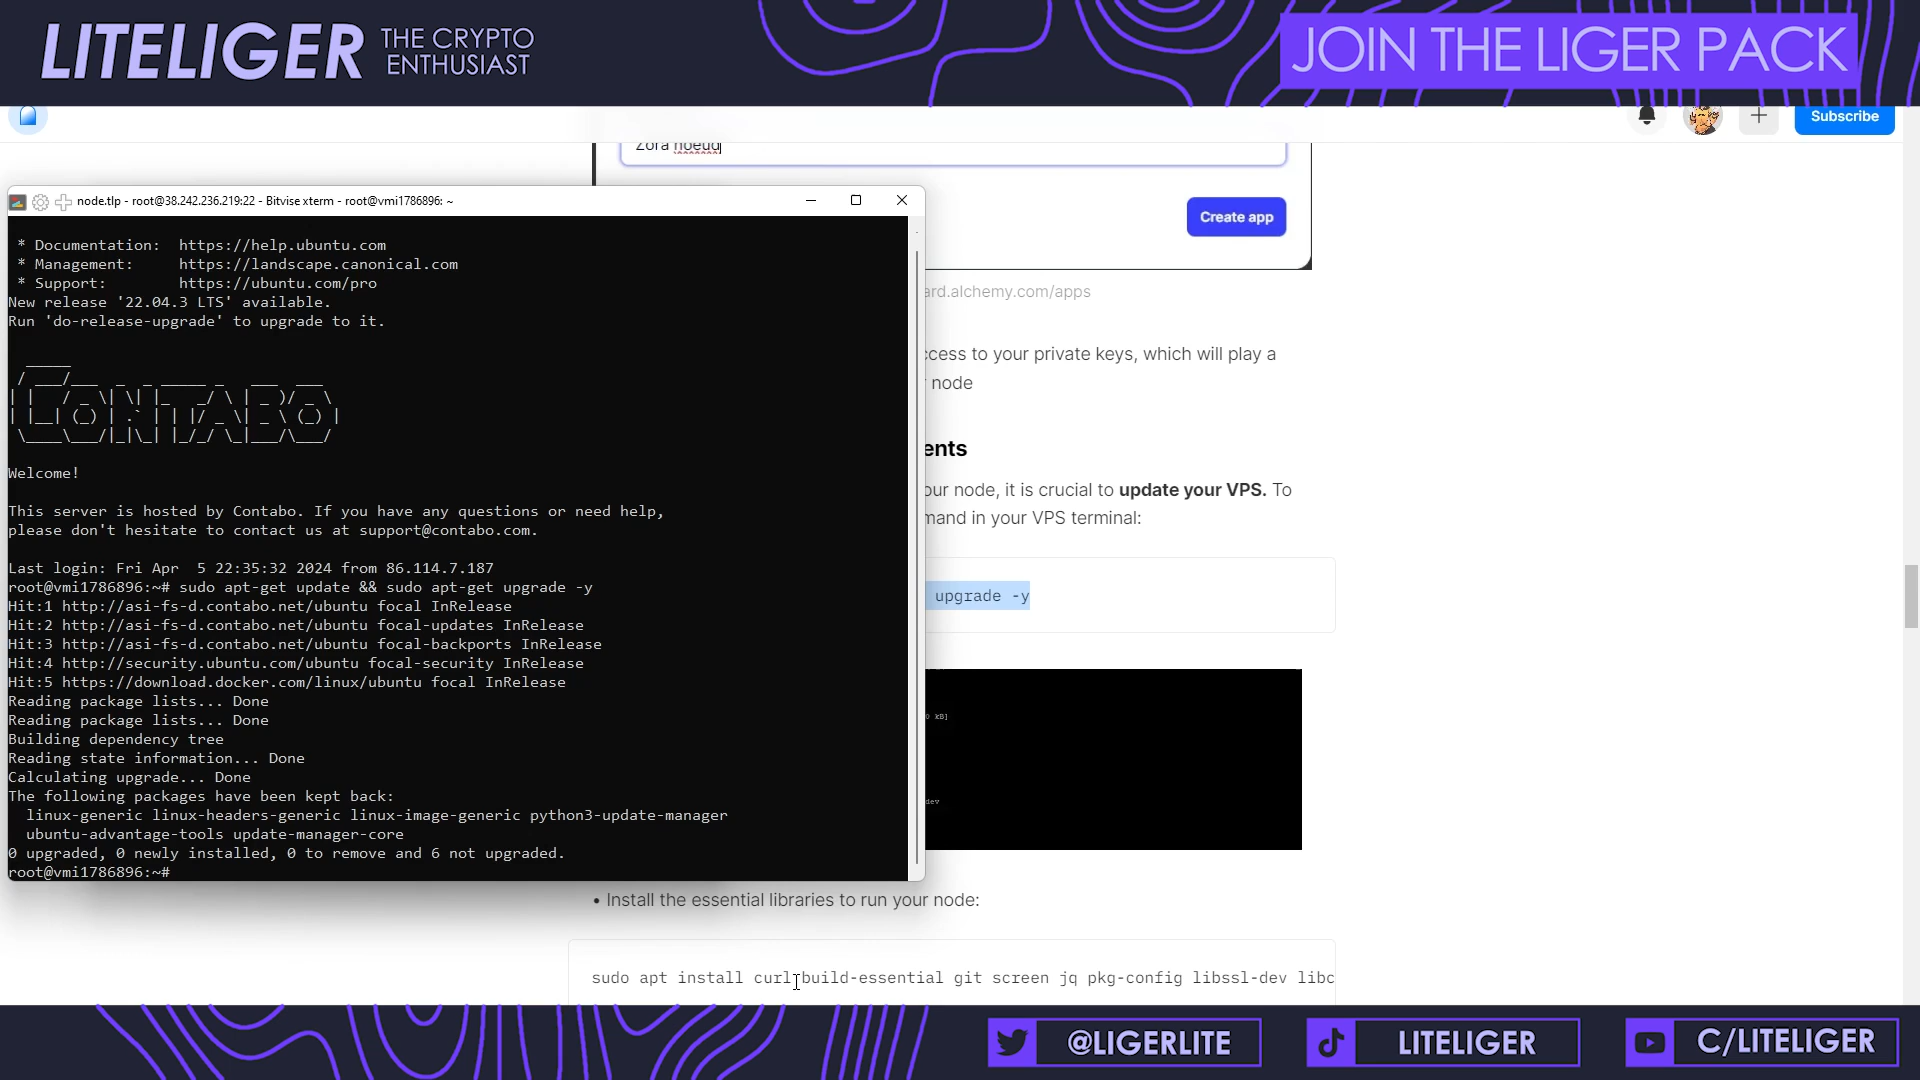 LITELIGER THE CRYPTO ENTHUSIAST
JOIN THE LIGER PACK
Subscribe
Zora noeud
Create app
node.tlp - root@38.242.236.219:22 - Bitvise xterm - root@vmi1786896: ~
* Documentation:  https://help.ubuntu.com
* Management:     https://landscape.canonical.com
* Support:        https://ubuntu.com/pro
New release '22.04.3 LTS' available.
Run 'do-release-upgrade' to upgrade to it.
CONTABO
Welcome!
This server is hosted by Contabo. If you have any questions or need help,
please don't hesitate to contact us at support@contabo.com.
Last login: Fri Apr  5 22:35:32 2024 from 86.114.7.187
root@vmi1786896:~# sudo apt-get update && sudo apt-get upgrade -y
Hit:1 http://asi-fs-d.contabo.net/ubuntu focal InRelease
Hit:2 http://asi-fs-d.contabo.net/ubuntu focal-updates InRelease
Hit:3 http://asi-fs-d.contabo.net/ubuntu focal-backports InRelease
Hit:4 http://security.ubuntu.com/ubuntu focal-security InRelease
Hit:5 https://download.docker.com/linux/ubuntu focal InRelease
Reading package lists... Done
Reading package lists... Done
Building dependency tree
Reading state information... Done
Calculating upgrade... Done
The following packages have been kept back:
linux-generic linux-headers-generic linux-image-generic python3-update-manager
ubuntu-advantage-tools update-manager-core
0 upgraded, 0 newly installed, 0 to remove and 6 not upgraded.
root@vmi1786896:~#
ard.alchemy.com/apps
ccess to your private keys, which will play a
node
ents
our node, it is crucial to update your VPS. To
mand in your VPS terminal:
upgrade -y
0 kB]
dev
• Install the essential libraries to run your node:
sudo apt install curl build-essential git screen jq pkg-config libssl-dev libc
@LIGERLITE
LITELIGER
C/LITELIGER